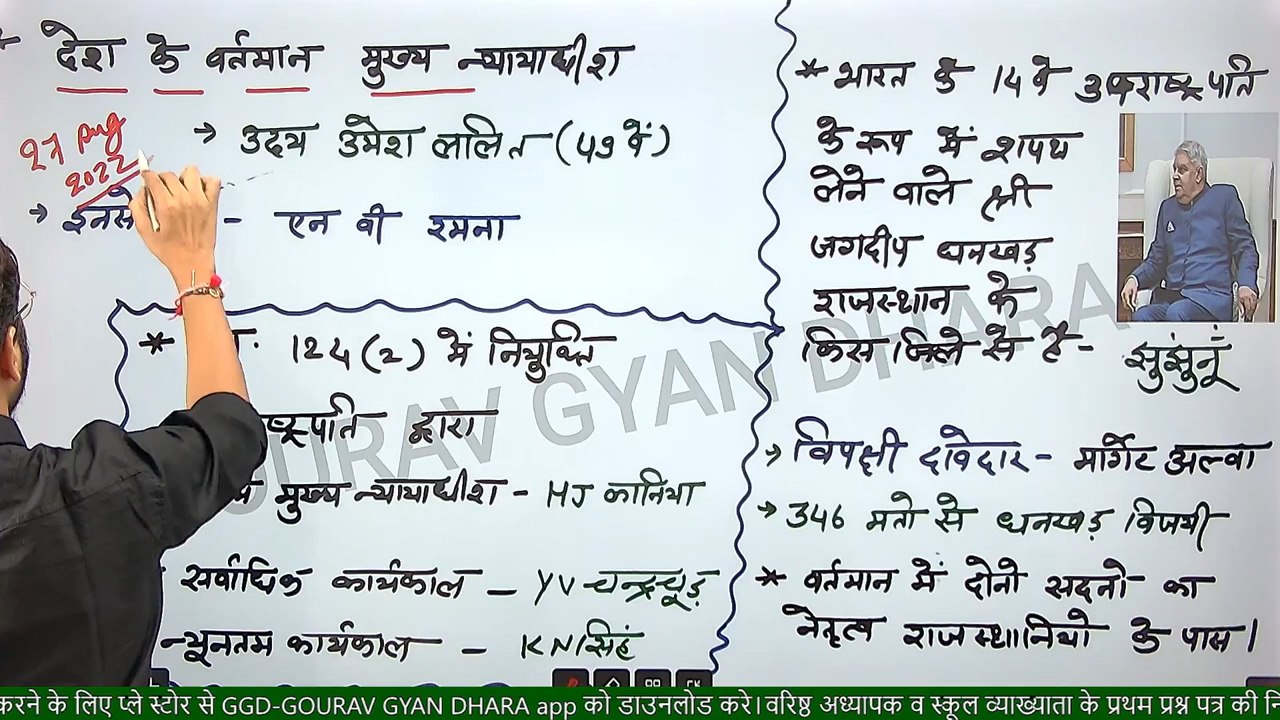 देश के वर्तमान मुख्य न्यायाधीश
27 Aug
2022
→ उदय उमेश ललित (49 वें)
→ इनसे - एन वी रमना
* 124(2) में नियुक्ति
द्वारा
मुख्य न्यायाधीश - HJ कानिया
सर्वाधिक कार्यकाल - YV चन्द्रचूड़
न्यूनतम कार्यकाल - KN सिंह
* भारत के 14 वे उपराष्ट्रपति
के रूप में शपथ
लेने वाले श्री
जगदीप धनखड़
राजस्थान के
किस जिले से है - झुंझुनूं
→ विपक्षी दावेदार - मार्गेट अल्वा
→ 346 मतो से धनखड़ विजयी
* वर्तमान में दोनो सदनो का
नेतृत्व राजस्थानियो के पास।
GOURAV GYAN DHARA
करने के लिए प्ले स्टोर से GGD-GOURAV GYAN DHARA app को डाउनलोड करे। वरिष्ठ अध्यापक व स्कूल व्याख्याता के प्रथम प्रश्न पत्र की नि